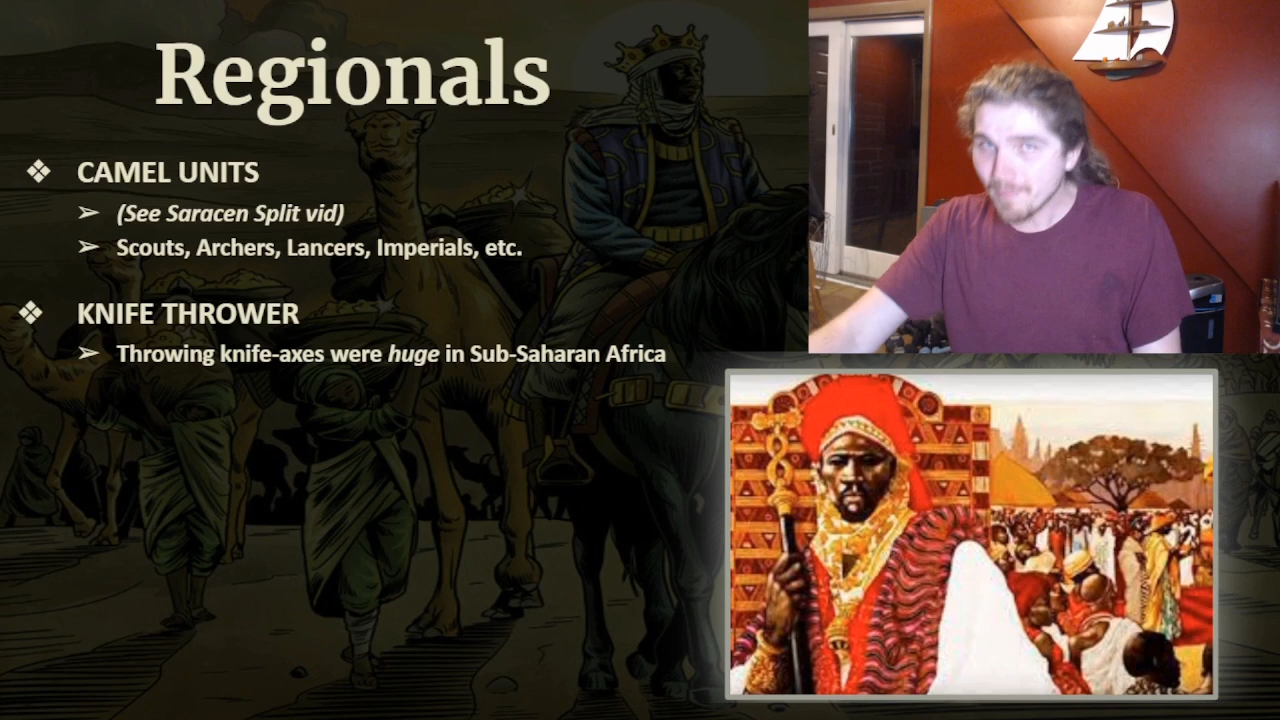 Regionals
❖ CAMEL UNITS
➢ (See Saracen Split vid)
➢ Scouts, Archers, Lancers, Imperials, etc.
❖ KNIFE THROWER
➢ Throwing knife-axes were huge in Sub-Saharan Africa